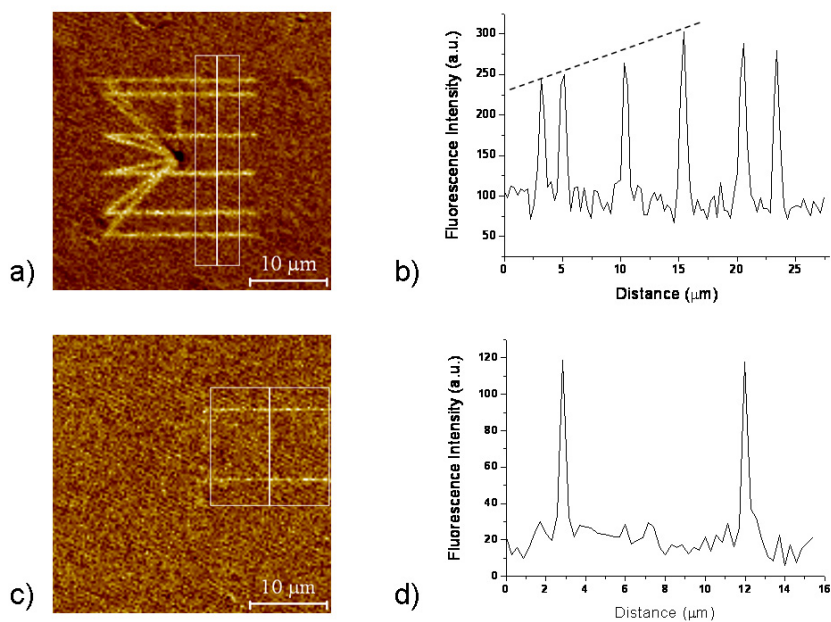 a)
10 μm
b)
Fluorescence Intensity (a.u.)
300
250
200
150
100
50
0 5 10 15 20 25
Distance (μm)
c)
10 μm
d)
Fluorescence Intensity (a.u.)
120
100
80
60
40
20
0
0 2 4 6 8 10 12 14 16
Distance (μm)